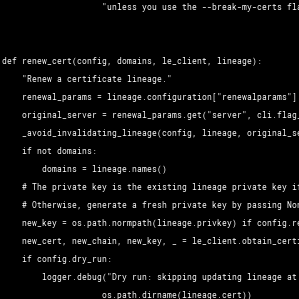 "unless you use the --break-my-certs fla
def renew_cert(config, domains, le_client, lineage):
"Renew a certificate lineage."
renewal_params = lineage.configuration["renewalparams"]
original_server = renewal_params.get("server", cli.flag_
_avoid_invalidating_lineage(config, lineage, original_se
if not domains:
domains = lineage.names()
# The private key is the existing lineage private key if
# Otherwise, generate a fresh private key by passing Non
new_key = os.path.normpath(lineage.privkey) if config.re
new_cert, new_chain, new_key, _ = le_client.obtain_certi
if config.dry_run:
logger.debug("Dry run: skipping updating lineage at
os.path.dirname(lineage.cert))